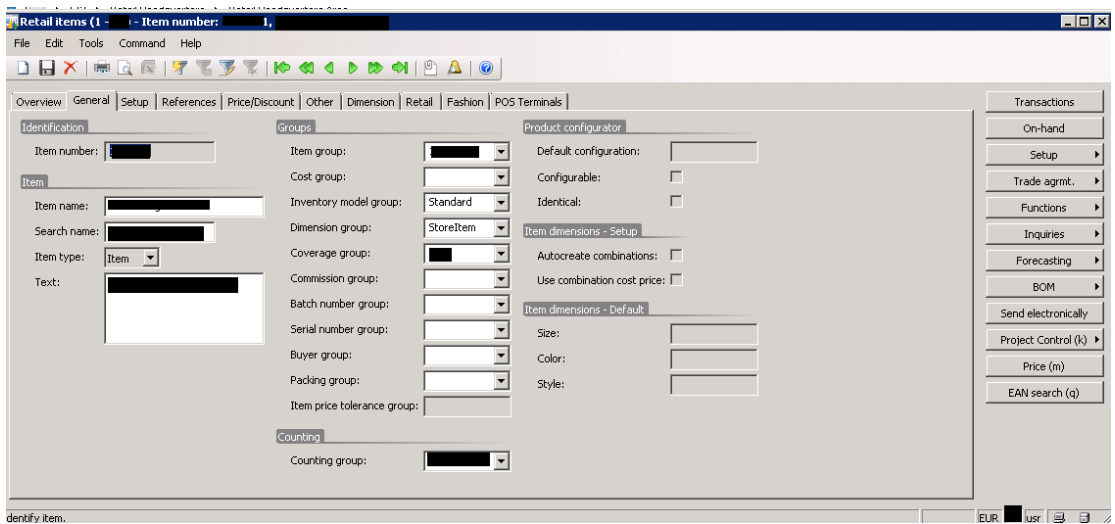 Retail items (1 - - Item number: 1,
File Edit Tools Command Help
Overview General Setup References Price/Discount Other Dimension Retail Fashion POS Terminals
Identification
Item number:
Item
Item name:
Search name:
Item type: Item
Text:
Groups
Item group:
Cost group:
Inventory model group: Standard
Dimension group: StoreItem
Coverage group:
Commission group:
Batch number group:
Serial number group:
Buyer group:
Packing group:
Item price tolerance group:
Counting
Counting group:
Product configurator
Default configuration:
Configurable:
Identical:
Item dimensions - Setup
Autocreate combinations:
Use combination cost price:
Item dimensions - Default
Size:
Color:
Style:
Transactions
On-hand
Setup
Trade agrmt.
Functions
Inquiries
Forecasting
BOM
Send electronically
Project Control (k)
Price (m)
EAN search (q)
dentify item.
EUR usr